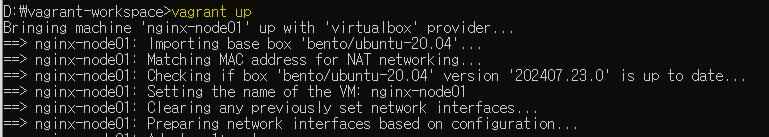 D:\vagrant-workspace>vagrant up
Bringing machine 'nginx-node01' up with 'virtualbox' provider...
==> nginx-node01: Importing base box 'bento/ubuntu-20.04'...
==> nginx-node01: Matching MAC address for NAT networking...
==> nginx-node01: Checking if box 'bento/ubuntu-20.04' version '202407.23.0' is up to date...
==> nginx-node01: Setting the name of the VM: nginx-node01
==> nginx-node01: Clearing any previously set network interfaces...
==> nginx-node01: Preparing network interfaces based on configuration...